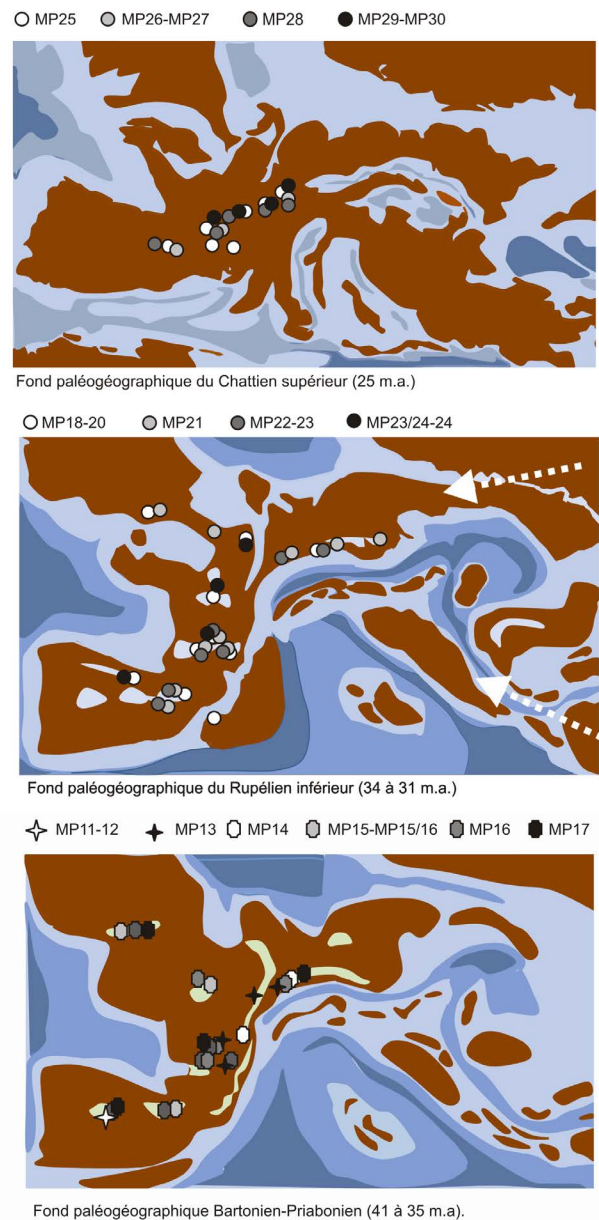 MP25 MP26-MP27 MP28 MP29-MP30
Fond paléogéographique du Chattien supérieur (25 m.a.)
MP18-20 MP21 MP22-23 MP23/24-24
Fond paléogéographique du Rupélien inférieur (34 à 31 m.a.)
MP11-12 MP13 MP14 MP15-MP15/16 MP16 MP17
Fond paléogéographique Bartonien-Priabonien (41 à 35 m.a).